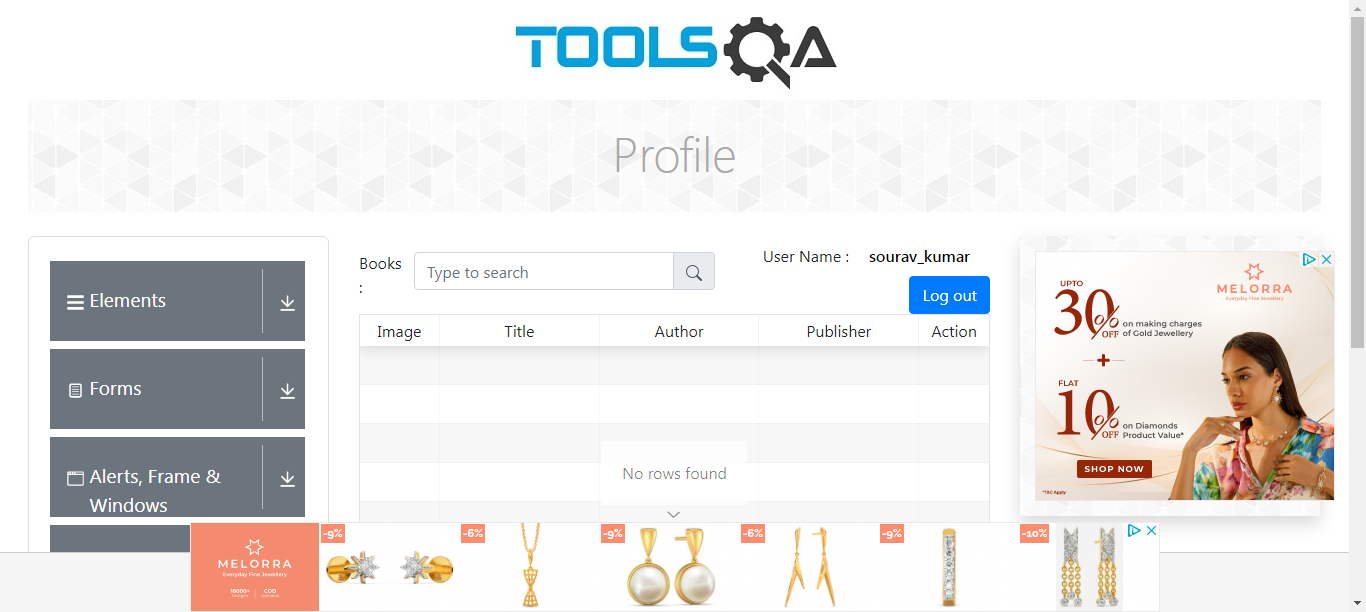 TOOLSQA
Profile
Elements
Forms
Alerts, Frame &
Windows
Books
:
Type to search
User Name :
sourav_kumar
Log out
Image
Title
Author
Publisher
Action
No rows found
MELORRA
Everyday Fine Jewellery
UPTO
30%
OFF
on making charges
of Gold Jewellery
+
FLAT
10%
OFF
on Diamonds
Product Value*
SHOP NOW
*T&C Apply
MELORRA
Everyday Fine Jewellery
18000+
Designs
COD
Available
-9%
-6%
-9%
-6%
-9%
-10%